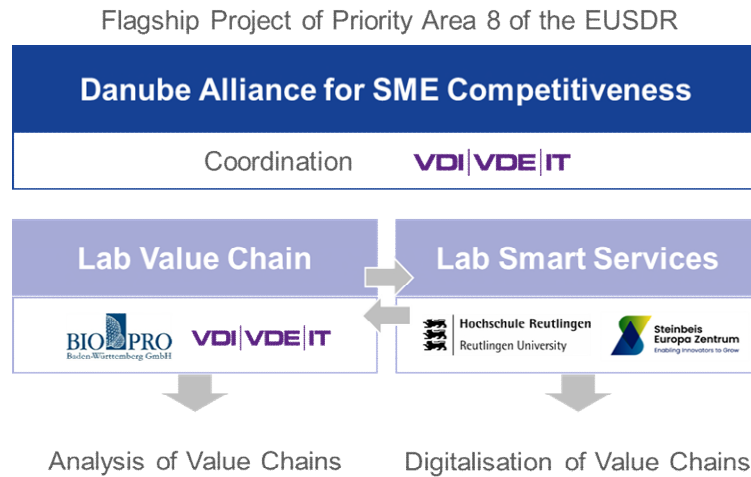 Flagship Project of Priority Area 8 of the EUSDR
Danube Alliance for SME Competitiveness
Coordination VDI|VDE|IT
Lab Value Chain
Lab Smart Services
BIO PRO
Baden-Württemberg GmbH
VDI|VDE|IT
Hochschule Reutlingen
Reutlingen University
Steinbeis
Europa Zentrum
Enabling Innovators to Grow
Analysis of Value Chains
Digitalisation of Value Chains